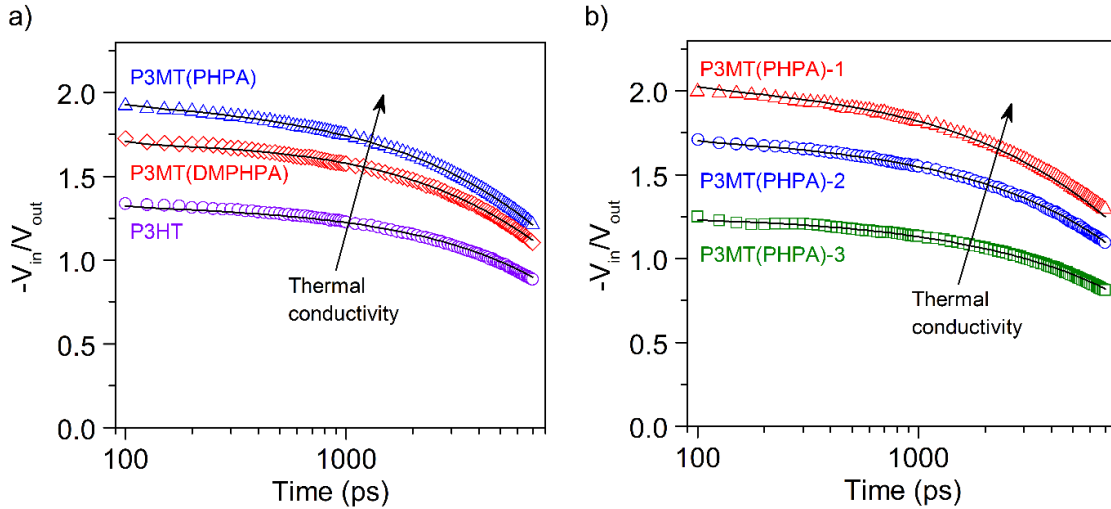 a)
-Vin/Vout
2.0
1.5
1.0
0.5
0.0
P3MT(PHPA)
P3MT(DMPHPA)
P3HT
Thermal
conductivity
100
1000
Time (ps)
b)
-Vin/Vout
2.0
1.5
1.0
0.5
0.0
P3MT(PHPA)-1
P3MT(PHPA)-2
P3MT(PHPA)-3
Thermal
conductivity
100
1000
Time (ps)